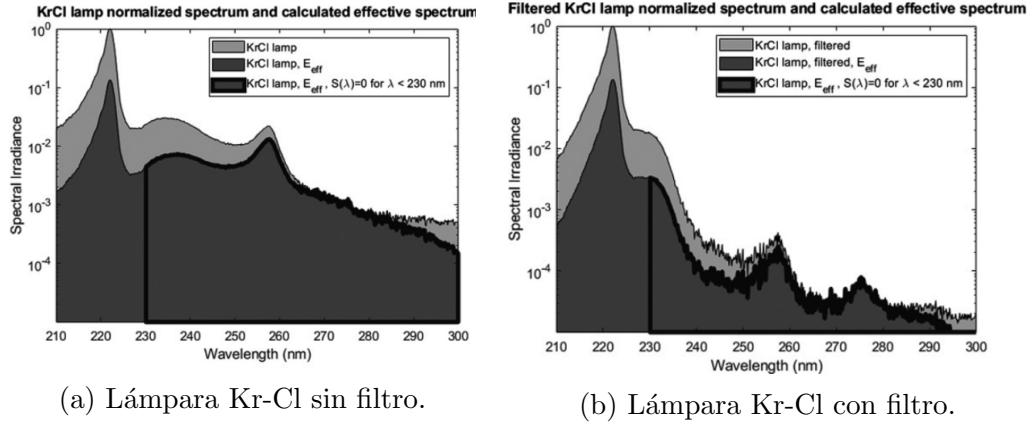 KrCl lamp normalized spectrum and calculated effective spectrum
KrCl lamp
KrCl lamp, E_eff
KrCl lamp, E_eff , S(λ)=0 for λ < 230 nm
Spectral Irradiance
10^0
10^-1
10^-2
10^-3
10^-4
210 220 230 240 250 260 270 280 290 300
Wavelength (nm)
(a) Lámpara Kr-Cl sin filtro.
Filtered KrCl lamp normalized spectrum and calculated effective spectrum
KrCl lamp, filtered
KrCl lamp, filtered, E_eff
KrCl lamp, E_eff , S(λ)=0 for λ < 230 nm
Spectral Irradiance
10^0
10^-1
10^-2
10^-3
10^-4
210 220 230 240 250 260 270 280 290 300
Wavelength (nm)
(b) Lámpara Kr-Cl con filtro.